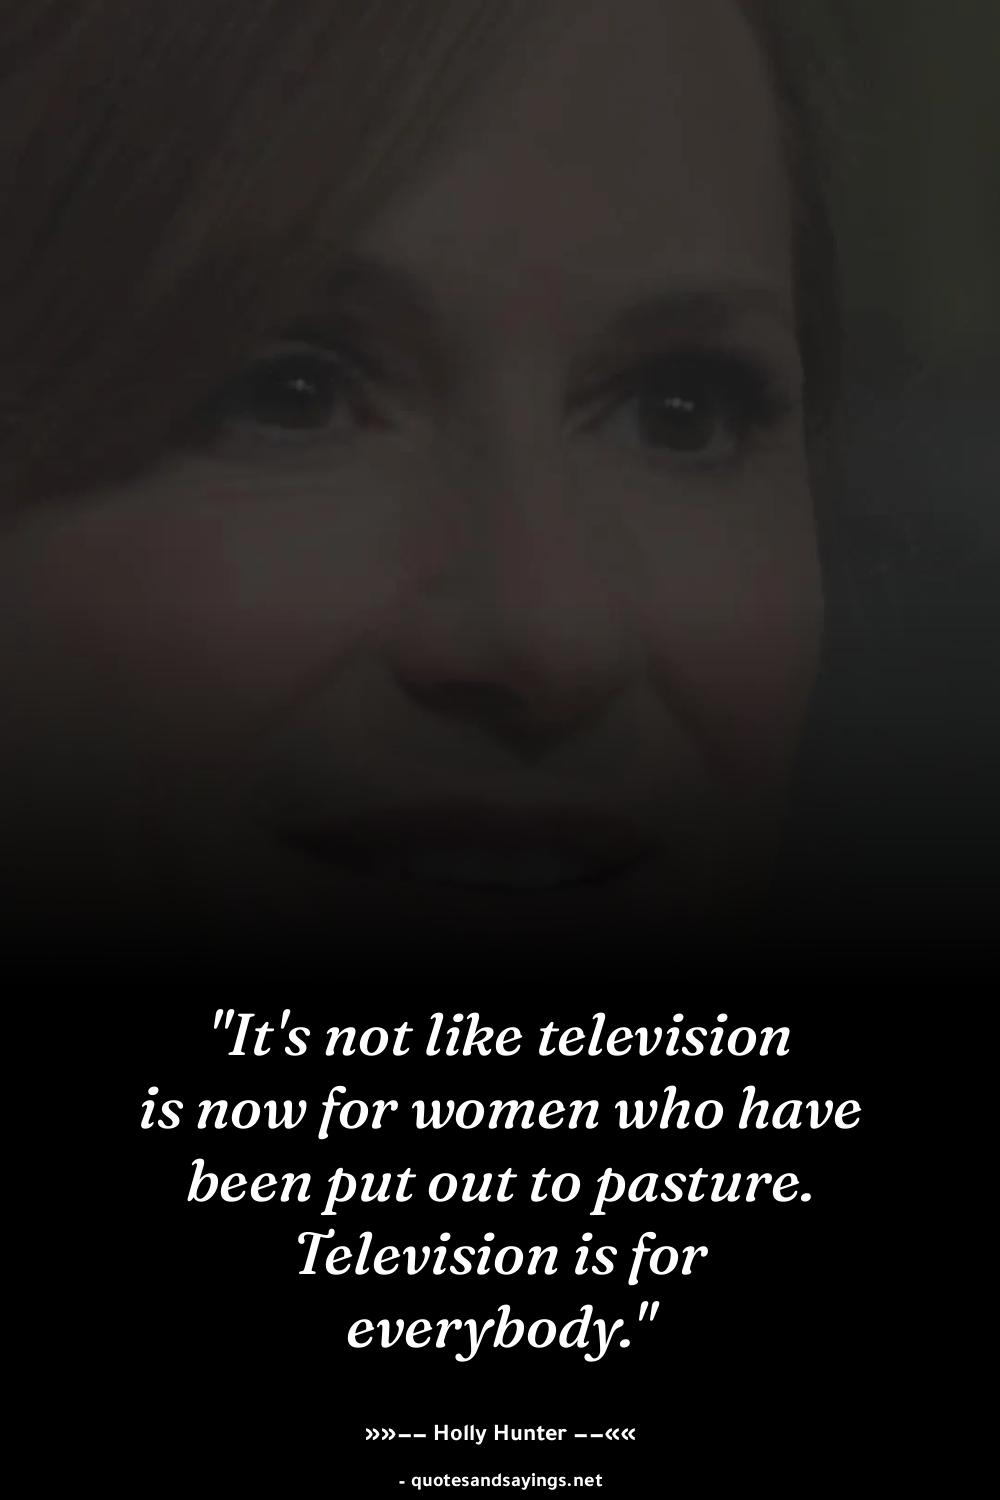 "It's not like television
is now for women who have
been put out to pasture.
Television is for
everybody."
»»–– Holly Hunter ––««
- quotesandsayings.net